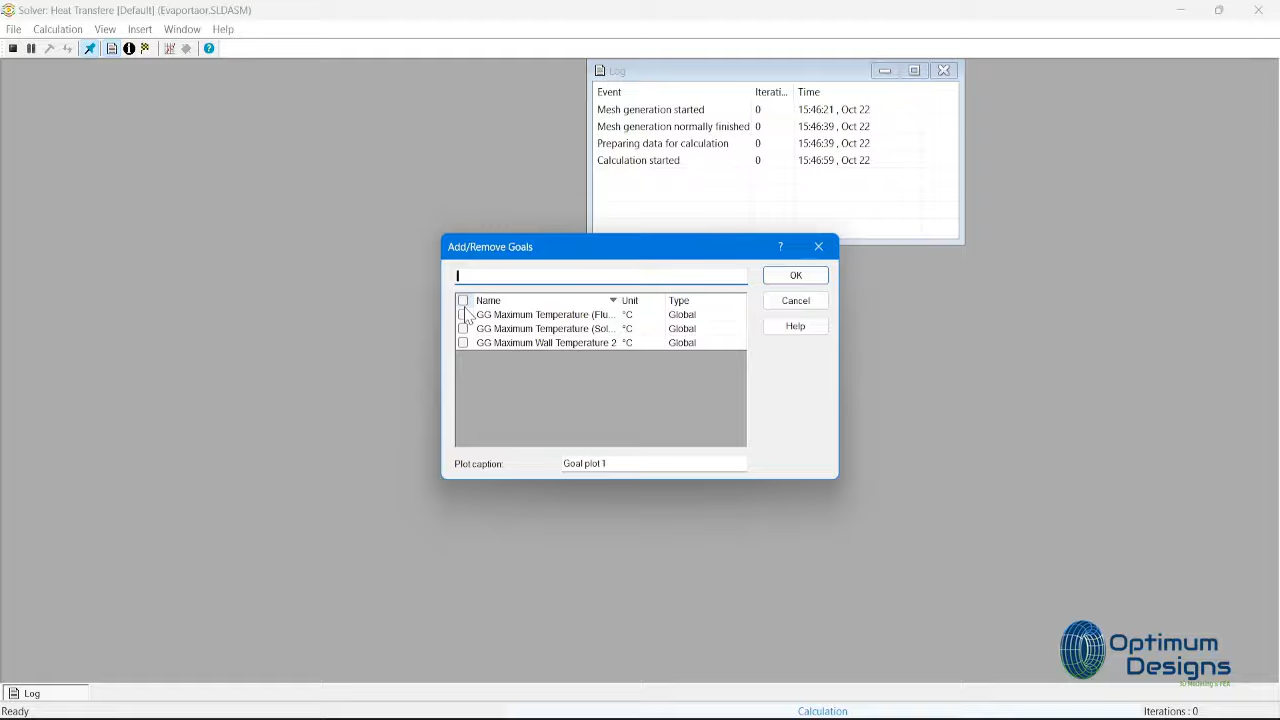 Solver: Heat Transfere [Default] (Evaportaor.SLDASM)
File Calculation View Insert Window Help
Log
Event Iterati... Time
Mesh generation started 0 15:46:21 , Oct 22
Mesh generation normally finished 0 15:46:39 , Oct 22
Preparing data for calculation 0 15:46:39 , Oct 22
Calculation started 0 15:46:59 , Oct 22
Add/Remove Goals
OK
Name Unit Type
Cancel
GG Maximum Temperature (Flu... °C Global
GG Maximum Temperature (Sol... °C Global
Help
GG Maximum Wall Temperature 2 °C Global
Plot caption: Goal plot 1
Optimum
Designs
Log
Ready Calculation Iterations : 0